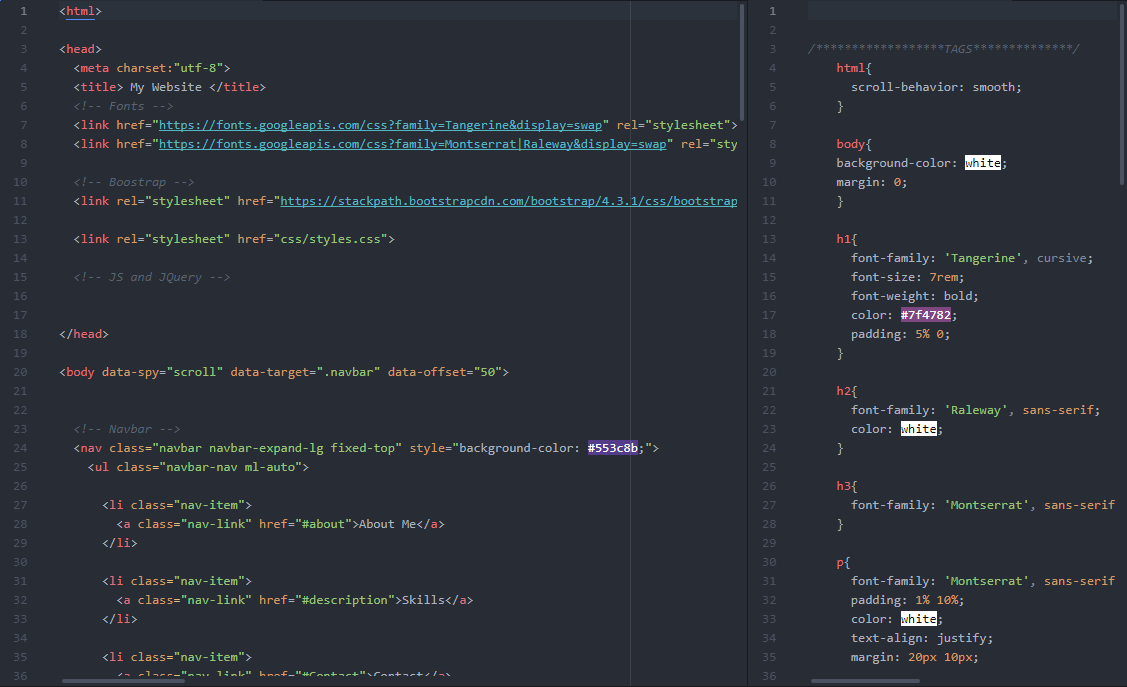 1 <html>
2
3 <head>
4 <meta charset:"utf-8">
5 <title> My Website </title>
6 <!-- Fonts -->
7 <link href="https://fonts.googleapis.com/css?family=Tangerine&display=swap" rel="stylesheet">
8 <link href="https://fonts.googleapis.com/css?family=Montserrat|Raleway&display=swap" rel="sty
9
10 <!-- Boostrap -->
11 <link rel="stylesheet" href="https://stackpath.bootstrapcdn.com/bootstrap/4.3.1/css/bootstrap
12
13 <link rel="stylesheet" href="css/styles.css">
14
15 <!-- JS and JQuery -->
16
17
18 </head>
19
20 <body data-spy="scroll" data-target=".navbar" data-offset="50">
21
22
23 <!-- Navbar -->
24 <nav class="navbar navbar-expand-lg fixed-top" style="background-color: #553c8b;">
25 <ul class="navbar-nav ml-auto">
26
27 <li class="nav-item">
28 <a class="nav-link" href="#about">About Me</a>
29 </li>
30
31 <li class="nav-item">
32 <a class="nav-link" href="#description">Skills</a>
33 </li>
34
35 <li class="nav-item">
36 <a class="nav-link" href="#Contact">Contact</a>
1
2
3 /******************TAGS**************/
4 html{
5 scroll-behavior: smooth;
6 }
7
8 body{
9 background-color: white;
10 margin: 0;
11 }
12
13 h1{
14 font-family: 'Tangerine', cursive;
15 font-size: 7rem;
16 font-weight: bold;
17 color: #7f4782;
18 padding: 5% 0;
19 }
20
21 h2{
22 font-family: 'Raleway', sans-serif;
23 color: white;
24 }
25
26 h3{
27 font-family: 'Montserrat', sans-serif
28 }
29
30 p{
31 font-family: 'Montserrat', sans-serif
32 padding: 1% 10%;
33 color: white;
34 text-align: justify;
35 margin: 20px 10px;
36